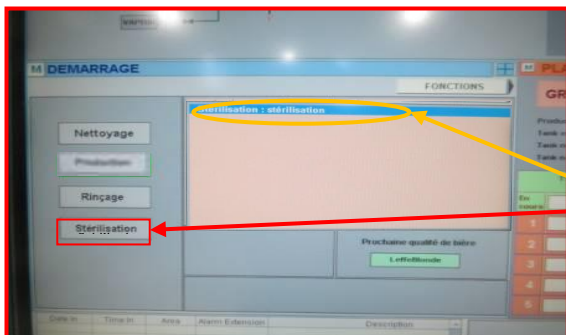 M DEMARRAGE
FONCTIONS
M PLA
GR
Stérilisation : stérilisation
Nettoyage
Production
Rinçage
Stérilisation
En
cours
1
2
3
4
5
Prochaine qualité de bière
LeffeBlonde
Date In Time In Area Alarm Extension Description